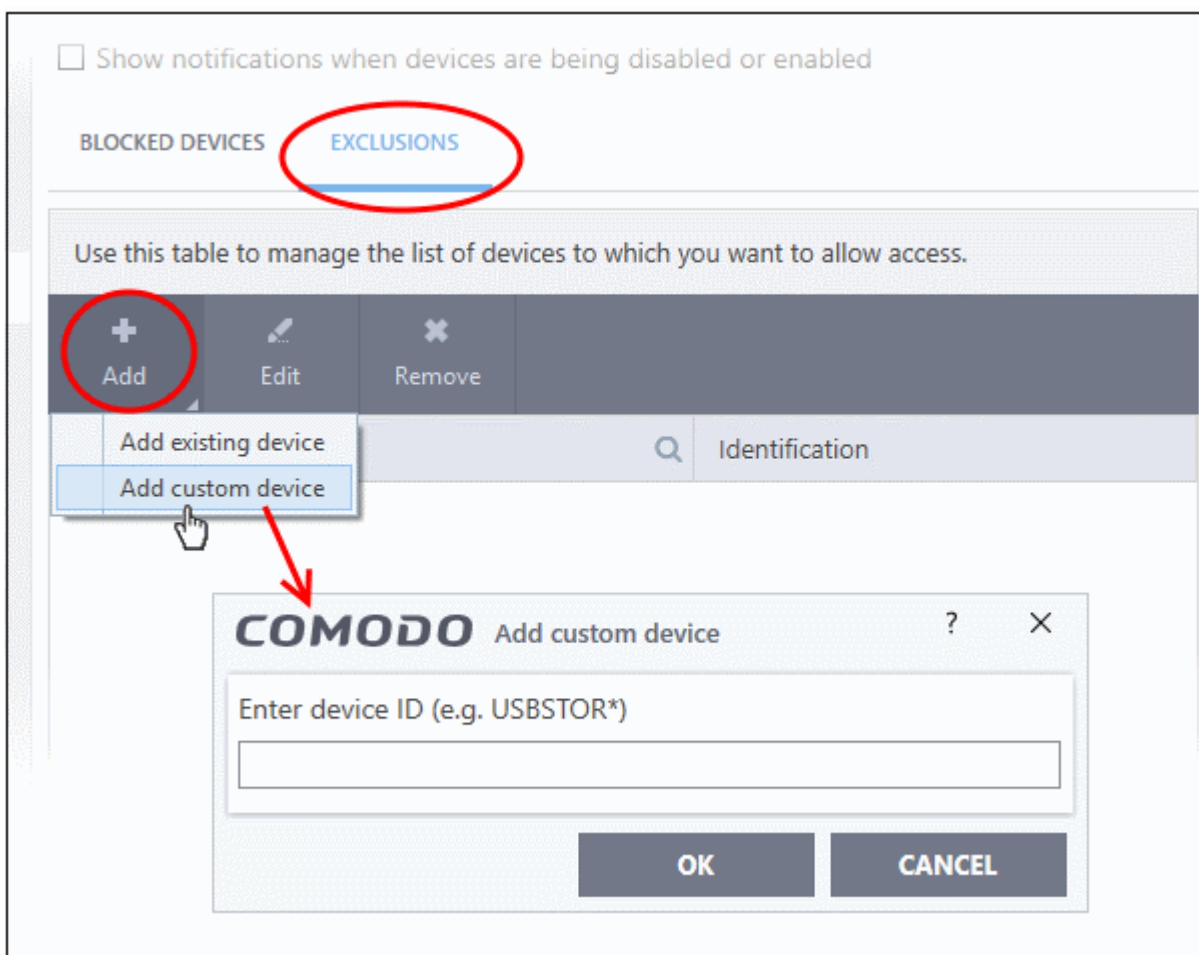 Show notifications when devices are being disabled or enabled
BLOCKED DEVICES EXCLUSIONS
Use this table to manage the list of devices to which you want to allow access.
Add Edit Remove
Add existing device
Identification
Add custom device
COMODO Add custom device ?
Enter device ID (e.g. USBSTOR*)
OK CANCEL